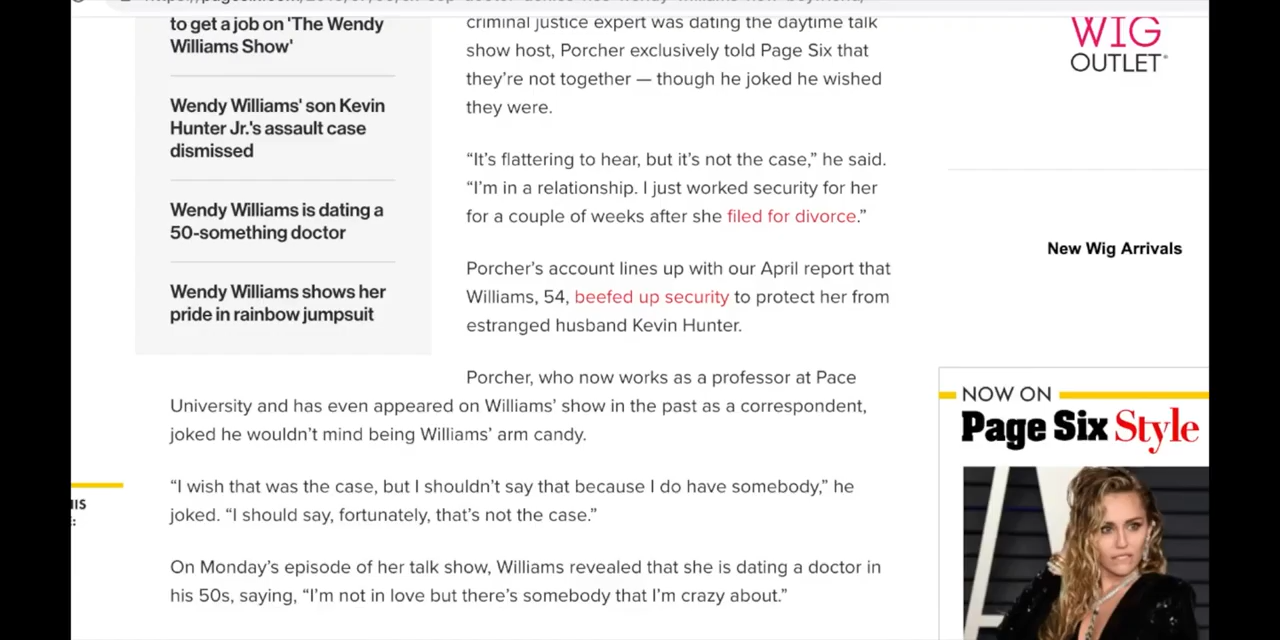 to get a job on 'The Wendy
Williams Show'
Wendy Williams' son Kevin
Hunter Jr.'s assault case
dismissed
Wendy Williams is dating a
50-something doctor
Wendy Williams shows her
pride in rainbow jumpsuit
criminal justice expert was dating the daytime talk
show host, Porcher exclusively told Page Six that
they’re not together — though he joked he wished
they were.
“It’s flattering to hear, but it’s not the case,” he said.
“I’m in a relationship. I just worked security for her
for a couple of weeks after she filed for divorce.”
Porcher’s account lines up with our April report that
Williams, 54, beefed up security to protect her from
estranged husband Kevin Hunter.
Porcher, who now works as a professor at Pace
University and has even appeared on Williams’ show in the past as a correspondent,
joked he wouldn’t mind being Williams’ arm candy.
“I wish that was the case, but I shouldn’t say that because I do have somebody,” he
joked. “I should say, fortunately, that’s not the case.”
On Monday’s episode of her talk show, Williams revealed that she is dating a doctor in
his 50s, saying, “I’m not in love but there’s somebody that I’m crazy about.”
WIG
OUTLET
New Wig Arrivals
NOW ON
Page Six Style